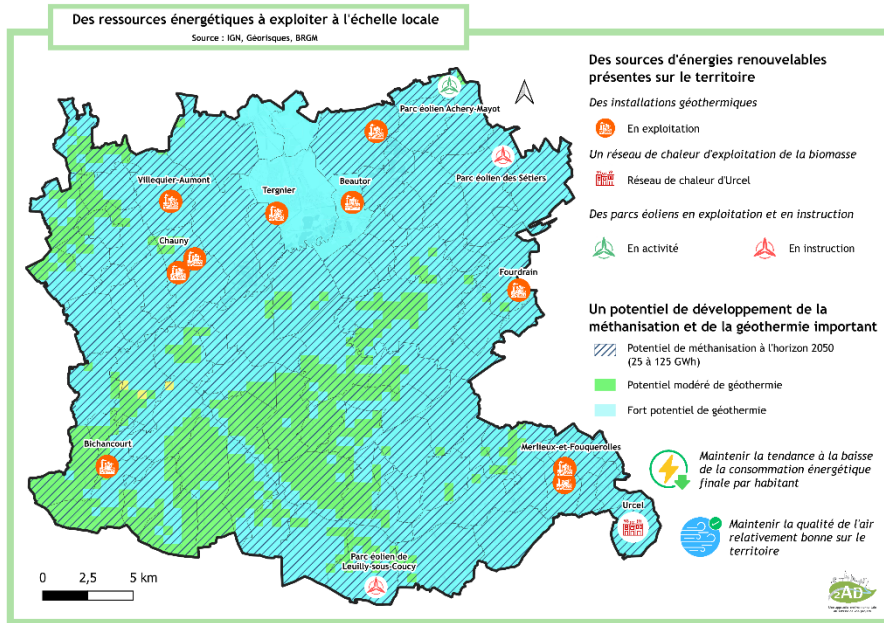 Des ressources énergétiques à exploiter à l'échelle locale
Source : IGN, Géorisques, BRGM
Parc éolien Achery-Mayot
Parc éolien des Sétiers
Villequier-Aumont
Tergnier
Beautor
Chauny
Fourdrain
Bichancourt
Merlieux-et-Fouquerolles
Urcel
Parc éolien de
Leuilly-sous-Coucy
0 2,5 5 km
Des sources d'énergies renouvelables
présentes sur le territoire
Des installations géothermiques
En exploitation
Un réseau de chaleur d'exploitation de la biomasse
Réseau de chaleur d'Urcel
Des parcs éoliens en exploitation et en instruction
En activité
En instruction
Un potentiel de développement de la
méthanisation et de la géothermie important
Potentiel de méthanisation à l'horizon 2050
(25 à 125 GWh)
Potentiel modéré de géothermie
Fort potentiel de géothermie
Maintenir la tendance à la baisse
de la consommation énergétique
finale par habitant
Maintenir la qualité de l'air
relativement bonne sur le
territoire
2AD